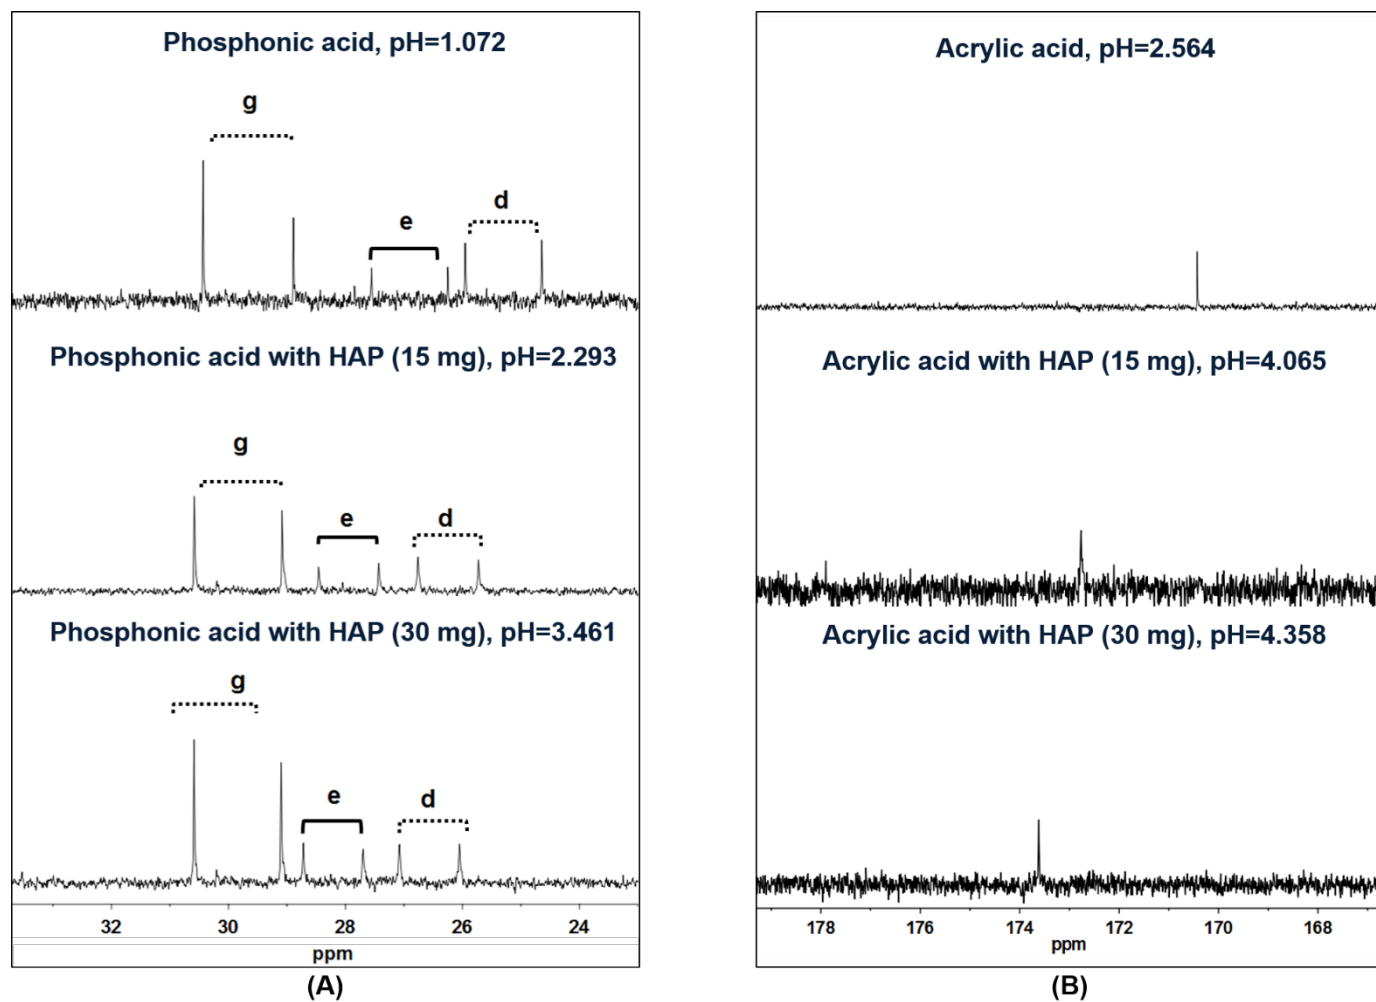 Phosphonic acid, pH=1.072
g
e
d
Phosphonic acid with HAP (15 mg), pH=2.293
g
e
d
Phosphonic acid with HAP (30 mg), pH=3.461
g
e
d
32 30 28 26 24
ppm
(A)
Acrylic acid, pH=2.564
Acrylic acid with HAP (15 mg), pH=4.065
Acrylic acid with HAP (30 mg), pH=4.358
178 176 174 172 170 168
ppm
(B)